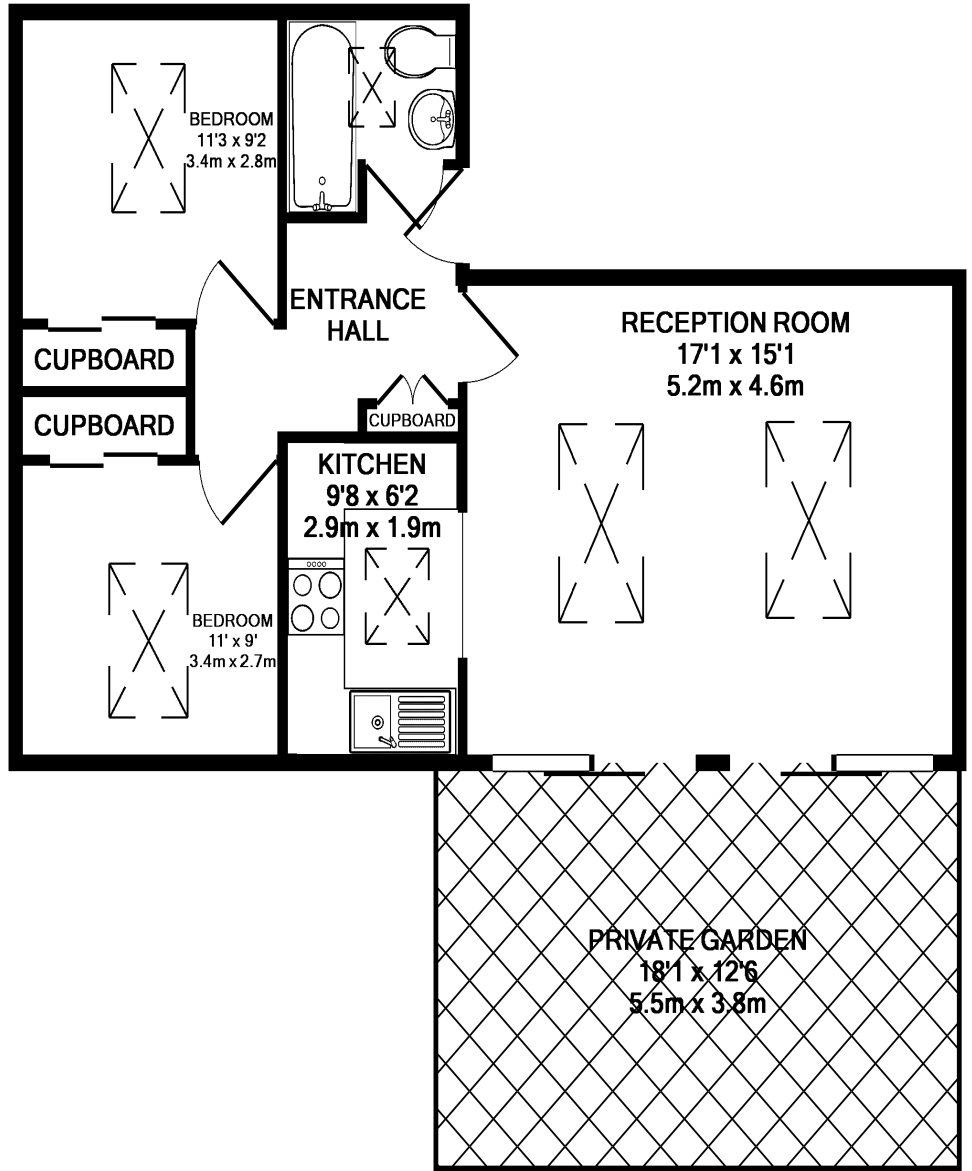 BEDROOM
11'3 x 9'2
3.4m x 2.8m
ENTRANCE
HALL
RECEPTION ROOM
17'1 x 15'1
5.2m x 4.6m
CUPBOARD
CUPBOARD
CUPBOARD
KITCHEN
9'8 x 6'2
2.9m x 1.9m
BEDROOM
11' x 9'
3.4m x 2.7m
PRIVATE GARDEN
18'1 x 12'6
5.5m x 3.8m